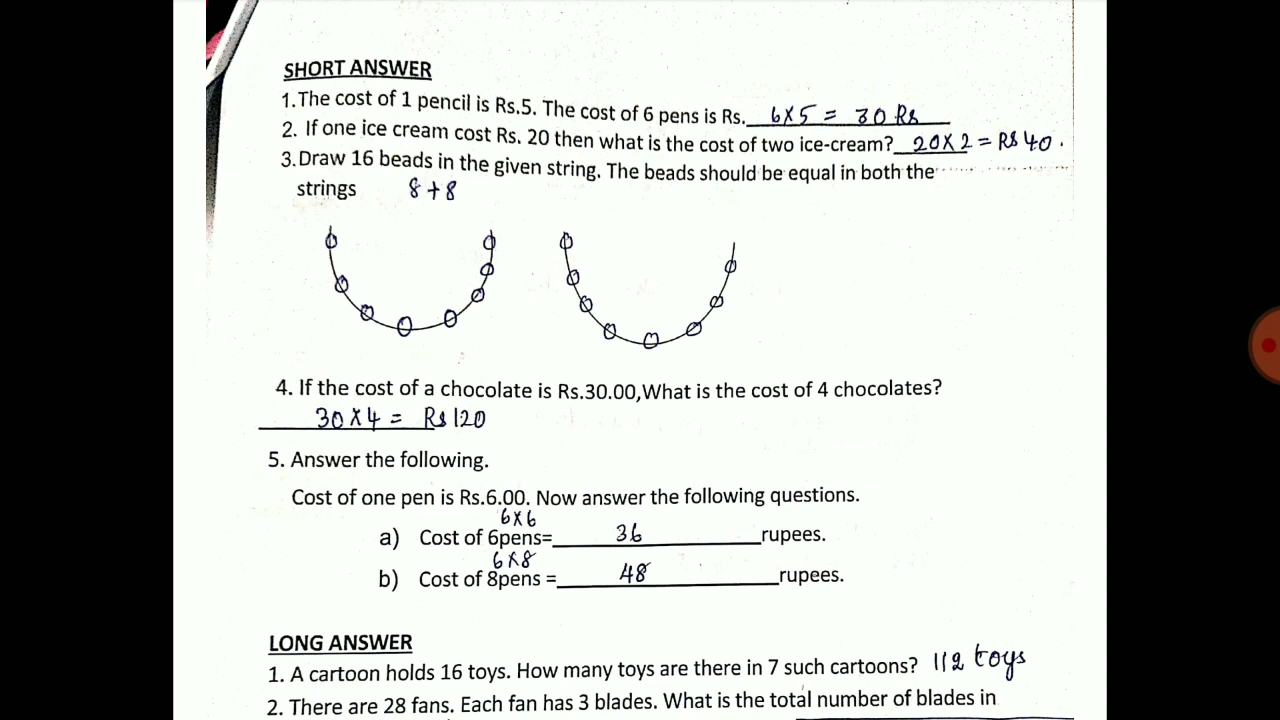 SHORT ANSWER
1.The cost of 1 pencil is Rs.5. The cost of 6 pens is Rs. 6X5 = 30 Rs
2. If one ice cream cost Rs. 20 then what is the cost of two ice-cream? 20X2 = RS 40.
3.Draw 16 beads in the given string. The beads should be equal in both the
strings 8+8
4. If the cost of a chocolate is Rs.30.00,What is the cost of 4 chocolates?
30X4 = Rs 120
5. Answer the following.
Cost of one pen is Rs.6.00. Now answer the following questions.
6X6
a) Cost of 6pens= 36 rupees.
6X8
b) Cost of 8pens = 48 rupees.
LONG ANSWER
1. A cartoon holds 16 toys. How many toys are there in 7 such cartoons? 112 toys
2. There are 28 fans. Each fan has 3 blades. What is the total number of blades in